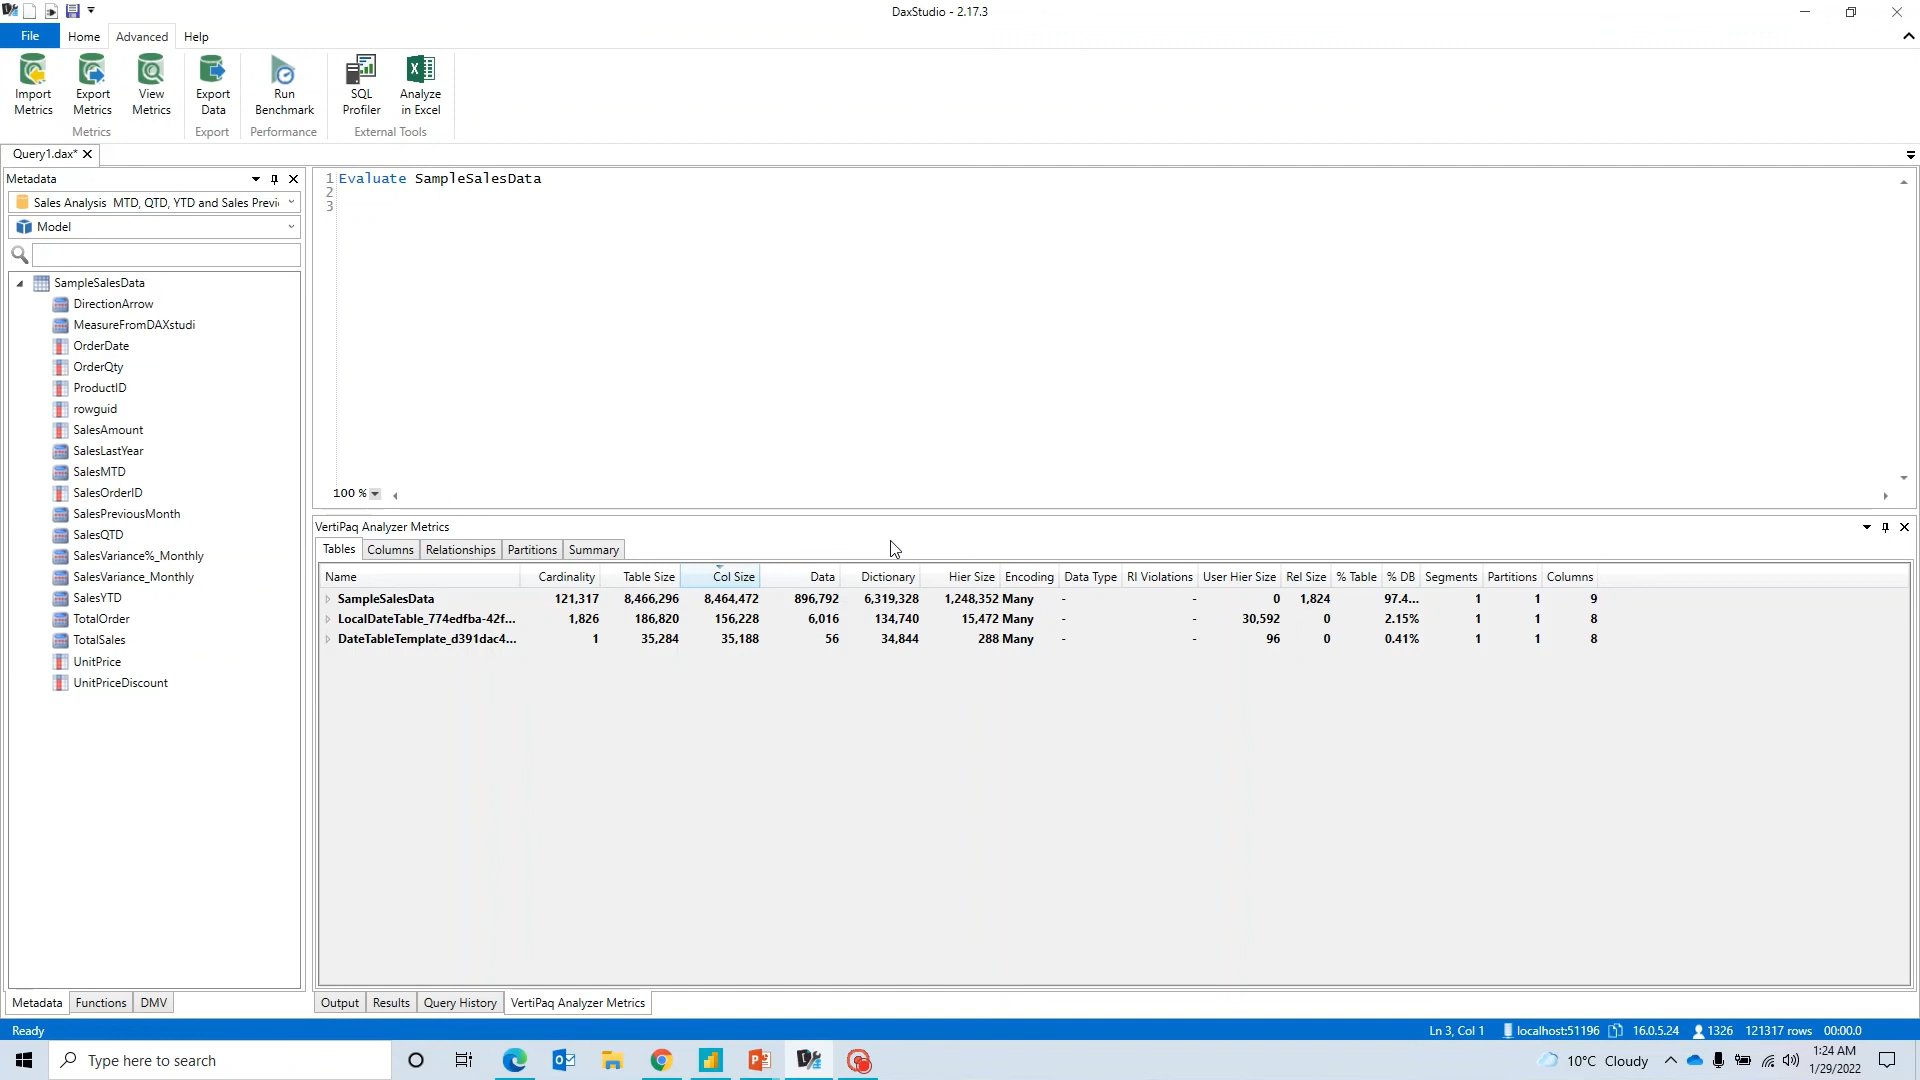 DaxStudio - 2.17.3
File Home Advanced Help
Import Metrics
Export Metrics
View Metrics
Export Data
Run Benchmark
SQL Profiler
Analyze in Excel
Metrics Export Performance External Tools
Query1.dax*
Metadata
Sales Analysis MTD, QTD, YTD and Sales Previ
Model
SampleSalesData
DirectionArrow
MeasureFromDAXstudi
OrderDate
OrderQty
ProductID
rowguid
SalesAmount
SalesLastYear
SalesMTD
SalesOrderID
SalesPreviousMonth
SalesQTD
SalesVariance%_Monthly
SalesVariance_Monthly
SalesYTD
TotalOrder
TotalSales
UnitPrice
UnitPriceDiscount
Metadata Functions DMV
1 Evaluate SampleSalesData
2
3
100 %
VertiPaq Analyzer Metrics
Tables Columns Relationships Partitions Summary
Name Cardinality Table Size Col Size Data Dictionary Hier Size Encoding Data Type RI Violations User Hier Size Rel Size % Table % DB Segments Partitions Columns
SampleSalesData 121,317 8,466,296 8,464,472 896,792 6,319,328 1,248,352 Many - - 0 1,824 97.4... 1 1 9
LocalDateTable_774edfba-42f... 1,826 186,820 156,228 6,016 134,740 15,472 Many - - 30,592 0 2.15% 1 1 8
DateTableTemplate_d391dac4... 1 35,284 35,188 56 34,844 288 Many - - 96 0 0.41% 1 1 8
Output Results Query History VertiPaq Analyzer Metrics
Ready Ln 3, Col 1 localhost:51196 16.0.5.24 1326 121317 rows 00:00.0
Type here to search 10°C Cloudy 1:24 AM
1/29/2022